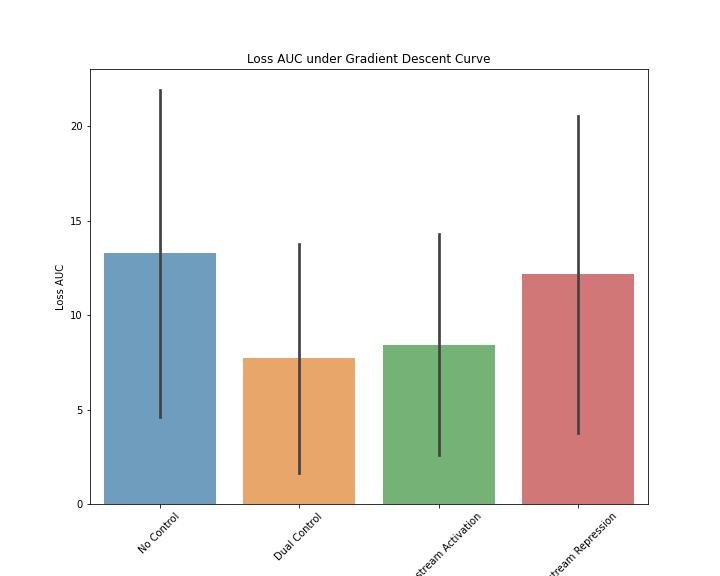 Loss AUC under Gradient Descent Curve
Loss AUC
20
15
10
5
0
No Control
Dual Control
stream Activation
tream Repression